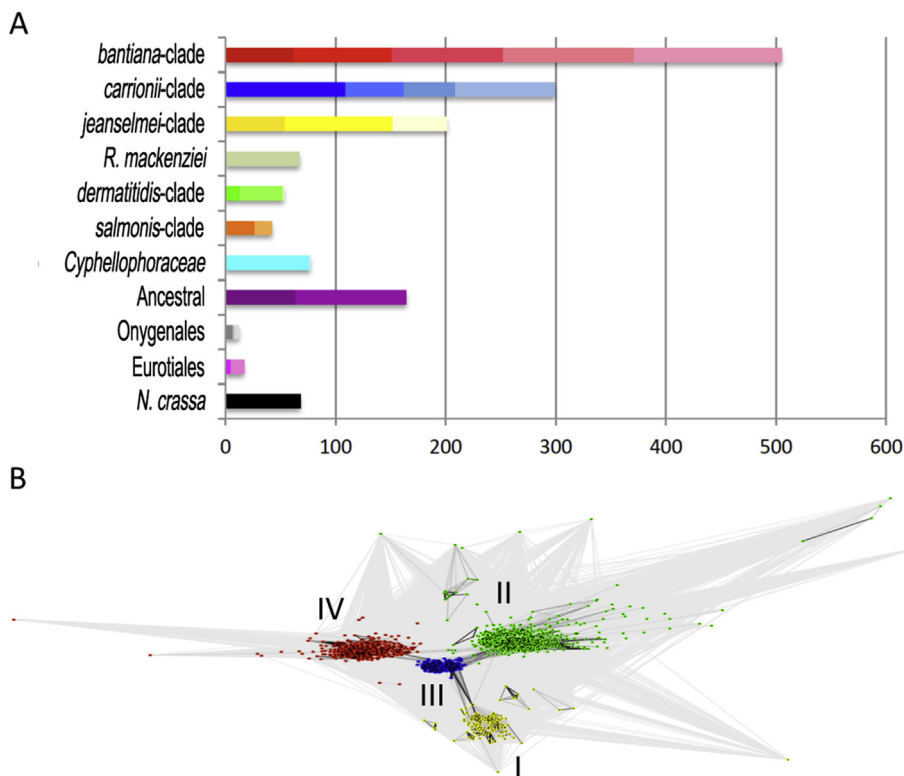 A
bantiana-clade
carrionii-clade
jeanselmei-clade
R. mackenziei
dermatitidis-clade
salmonis-clade
Cyphellophoraceae
Ancestral
Onygenales
Eurotiales
N. crassa
0 100 200 300 400 500 600
B
II
IV
III
I